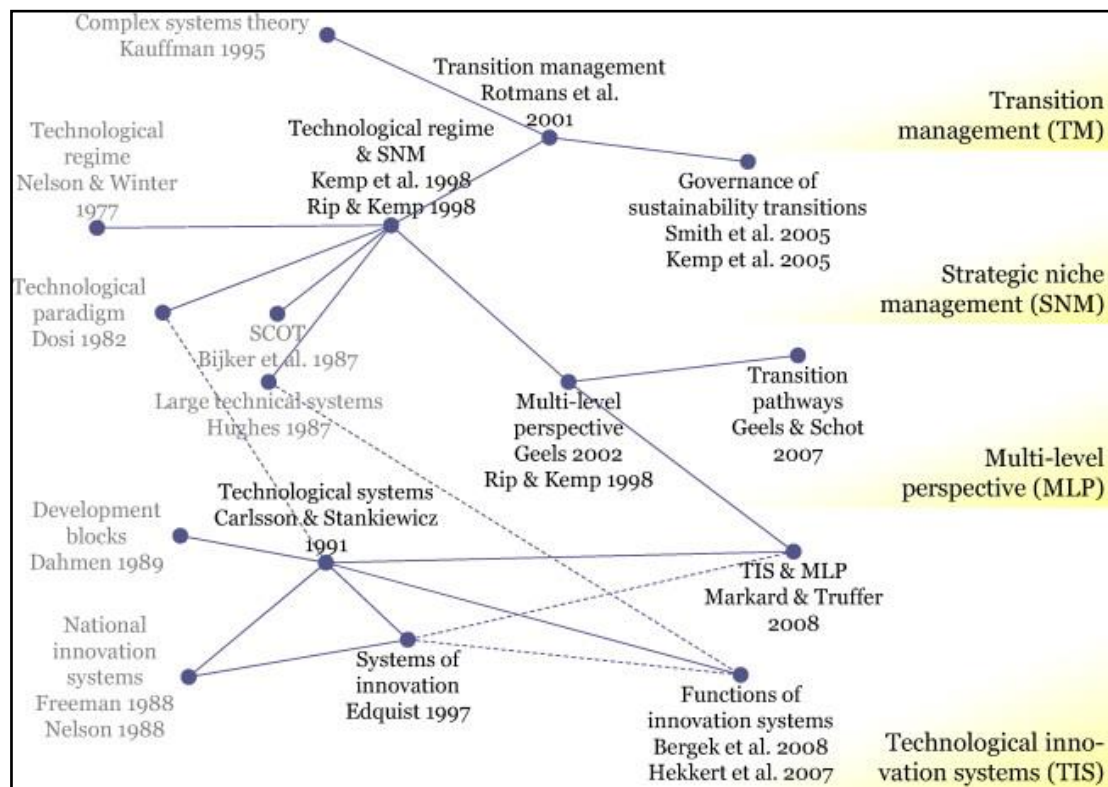 Complex systems theory
Kauffman 1995
Transition management
Rotmans et al.
2001
Transition
management (TM)
Technological
regime
Nelson & Winter
1977
Technological regime
& SNM
Kemp et al. 1998
Rip & Kemp 1998
Governance of
sustainability transitions
Smith et al. 2005
Kemp et al. 2005
Strategic niche
management (SNM)
Technological
paradigm
Dosi 1982
SCOT
Bijker et al. 1987
Large technical systems
Hughes 1987
Multi-level
perspective
Geels 2002
Rip & Kemp 1998
Transition
pathways
Geels & Schot
2007
Multi-level
perspective (MLP)
Technological systems
Carlsson & Stankiewicz
1991
Development
blocks
Dahmen 1989
TIS & MLP
Markard & Truffer
2008
National
innovation
systems
Freeman 1988
Nelson 1988
Systems of
innovation
Edquist 1997
Functions of
innovation systems
Bergek et al. 2008
Hekkert et al. 2007
Technological inno-
vation systems (TIS)